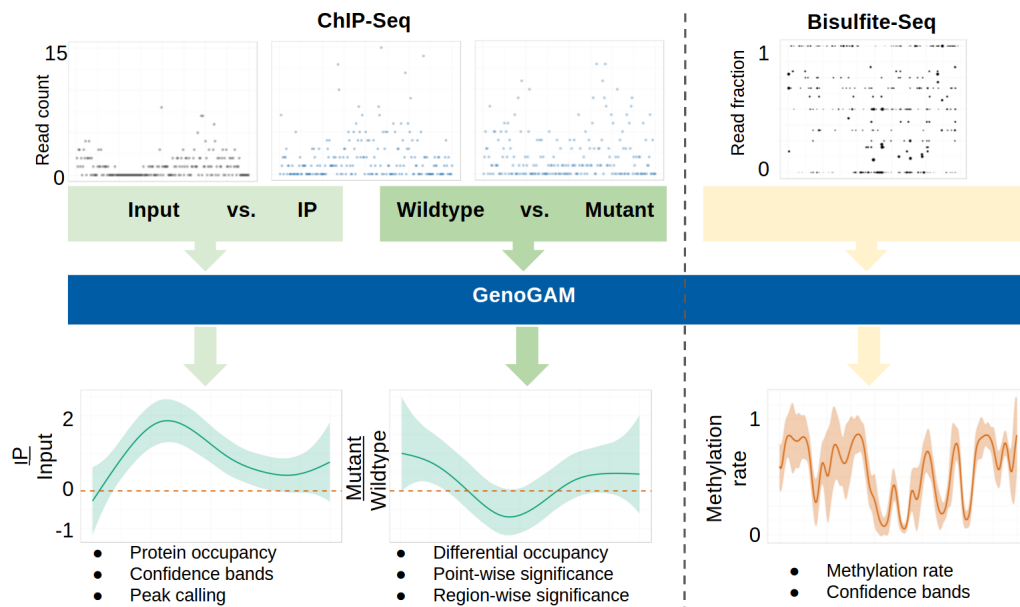 ChIP-Seq
Bisulfite-Seq
15
Read count
0
1
Read fraction
0
Input vs. IP
Wildtype vs. Mutant
GenoGAM
IP
Input
2
0
-1
Mutant
Wildtype
Methylation
rate
1
0
● Protein occupancy
● Confidence bands
● Peak calling
● Differential occupancy
● Point-wise significance
● Region-wise significance
● Methylation rate
● Confidence bands